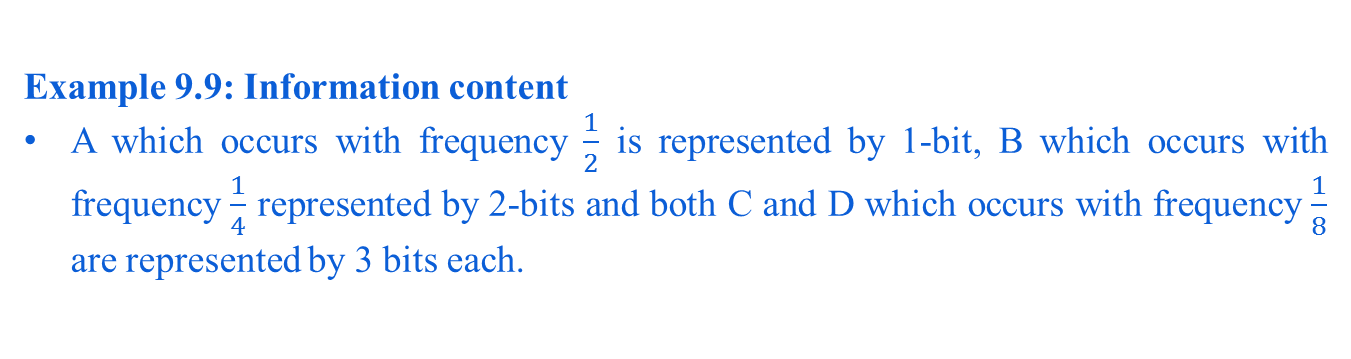 Example 9.9: Information content
• A which occurs with frequency 1/2 is represented by 1-bit, B which occurs with
frequency 1/4 represented by 2-bits and both C and D which occurs with frequency 1/8
are represented by 3 bits each.